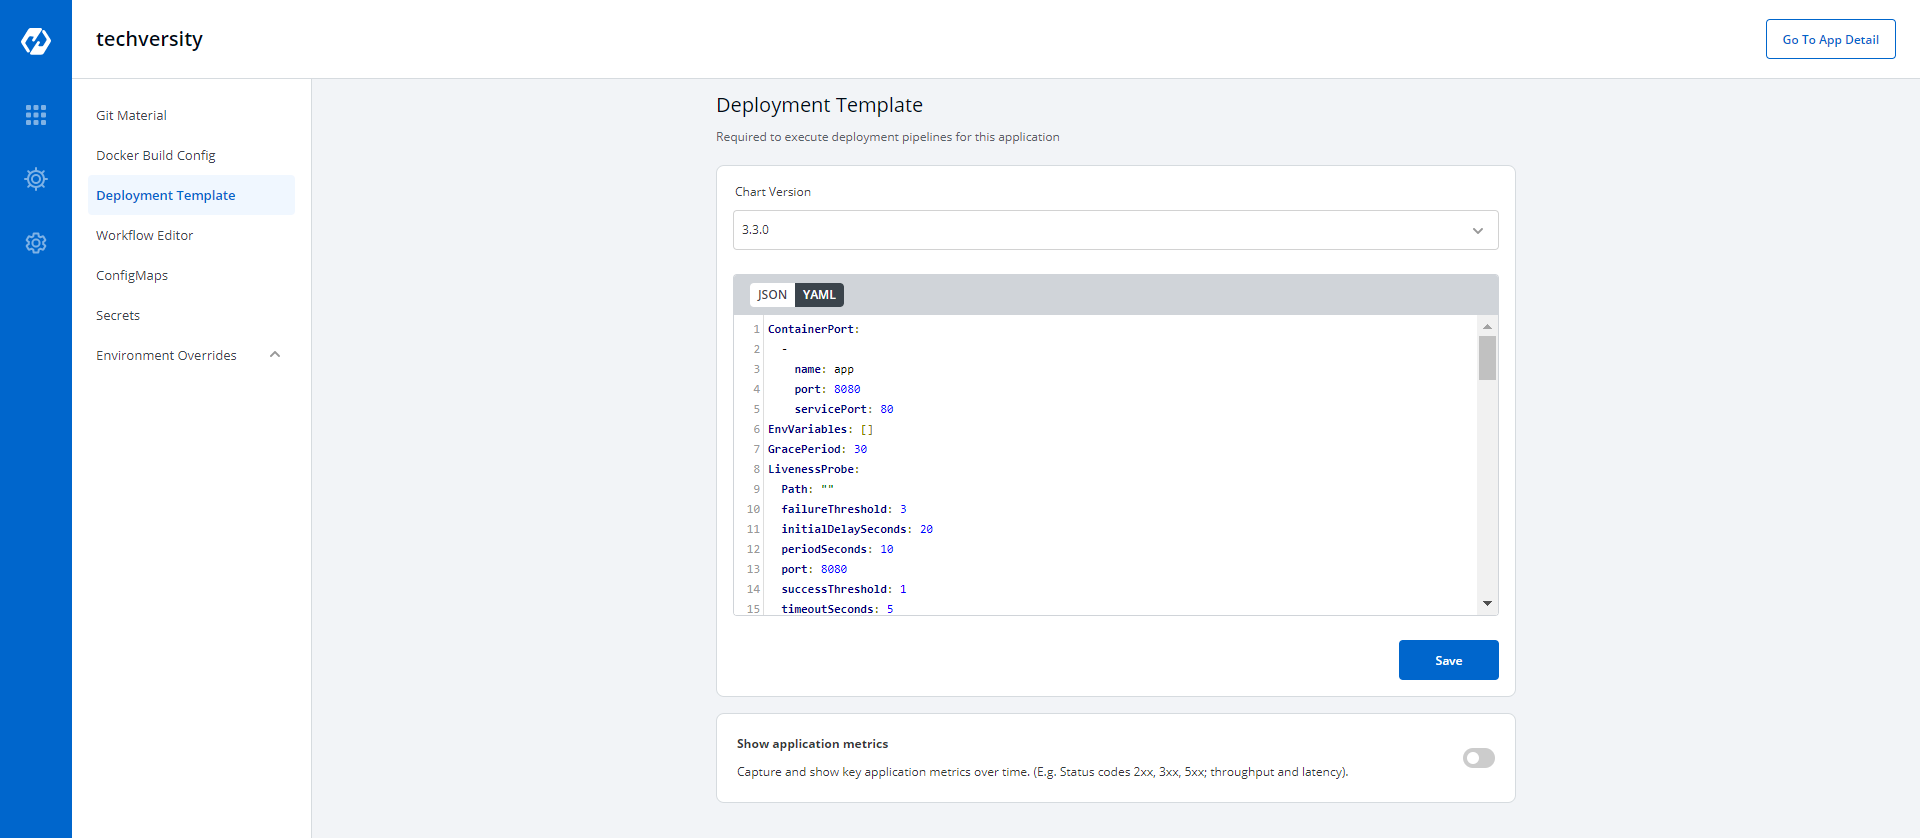 techversity
Go To App Detail
Git Material
Docker Build Config
Deployment Template
Workflow Editor
ConfigMaps
Secrets
Environment Overrides
Deployment Template
Required to execute deployment pipelines for this application
Chart Version
3.3.0
JSON YAML
1 ContainerPort:
2   -
3     name: app
4     port: 8080
5     servicePort: 80
6 EnvVariables: []
7 GracePeriod: 30
8 LivenessProbe:
9   Path: ""
10   failureThreshold: 3
11   initialDelaySeconds: 20
12   periodSeconds: 10
13   port: 8080
14   successThreshold: 1
15   timeoutSeconds: 5
Save
Show application metrics
Capture and show key application metrics over time. (E.g. Status codes 2xx, 3xx, 5xx; throughput and latency).